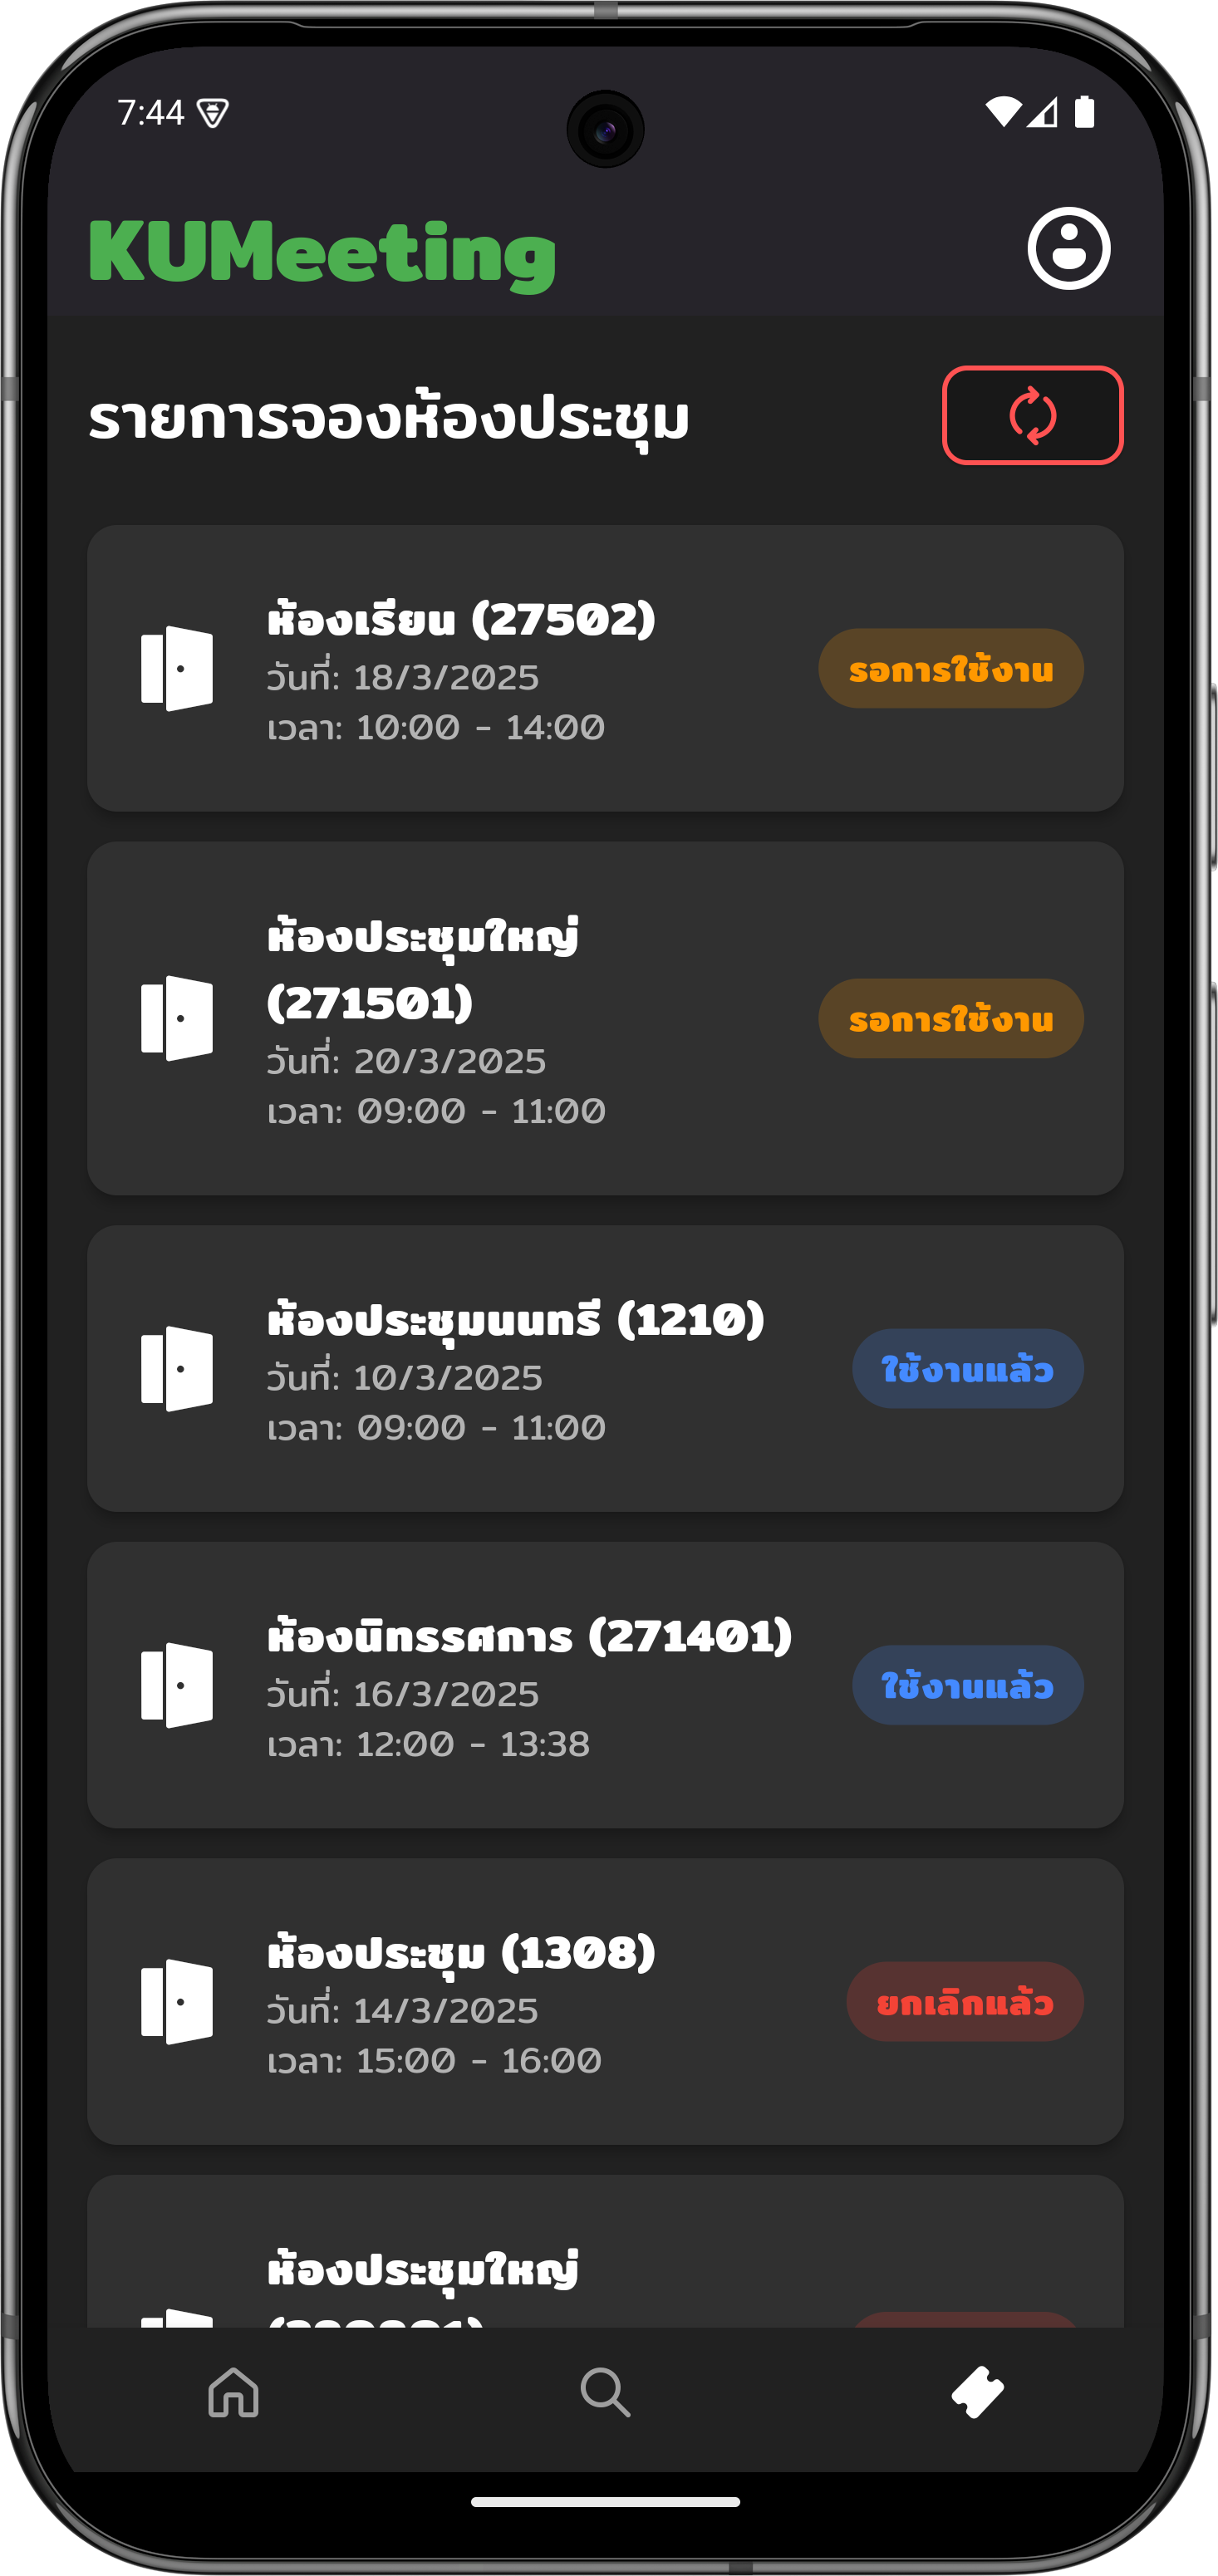 7:44
KUMeeting
รายการจองห้องประชุม
ห้องเรียน (27502)
วันที่: 18/3/2025
เวลา: 10:00 - 14:00
รอการใช้งาน
ห้องประชุมใหญ่
(271501)
วันที่: 20/3/2025
เวลา: 09:00 - 11:00
รอการใช้งาน
ห้องประชุมนนทรี (1210)
วันที่: 10/3/2025
เวลา: 09:00 - 11:00
ใช้งานแล้ว
ห้องนิทรรศการ (271401)
วันที่: 16/3/2025
เวลา: 12:00 - 13:38
ใช้งานแล้ว
ห้องประชุม (1308)
วันที่: 14/3/2025
เวลา: 15:00 - 16:00
ยกเลิกแล้ว
ห้องประชุมใหญ่